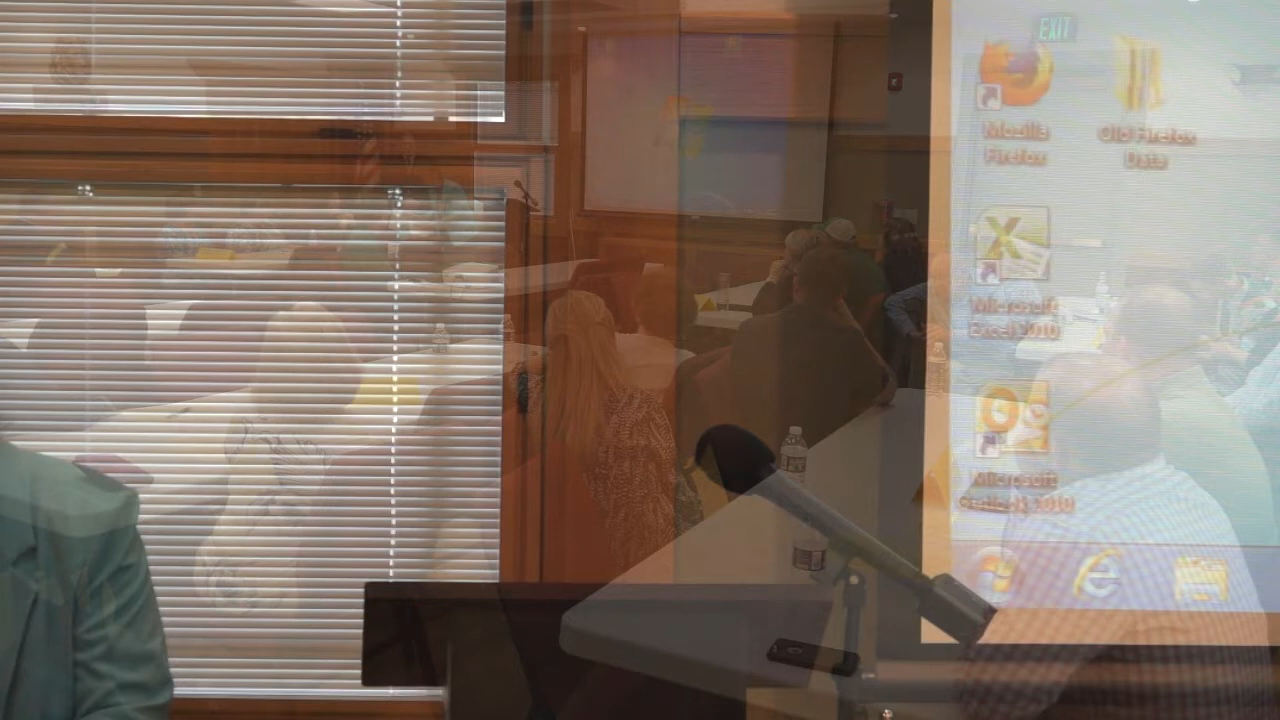 EXIT
Mozilla
Firefox
Old Firefox
Data
Microsoft
Excel 2010
Microsoft
Outlook 2010